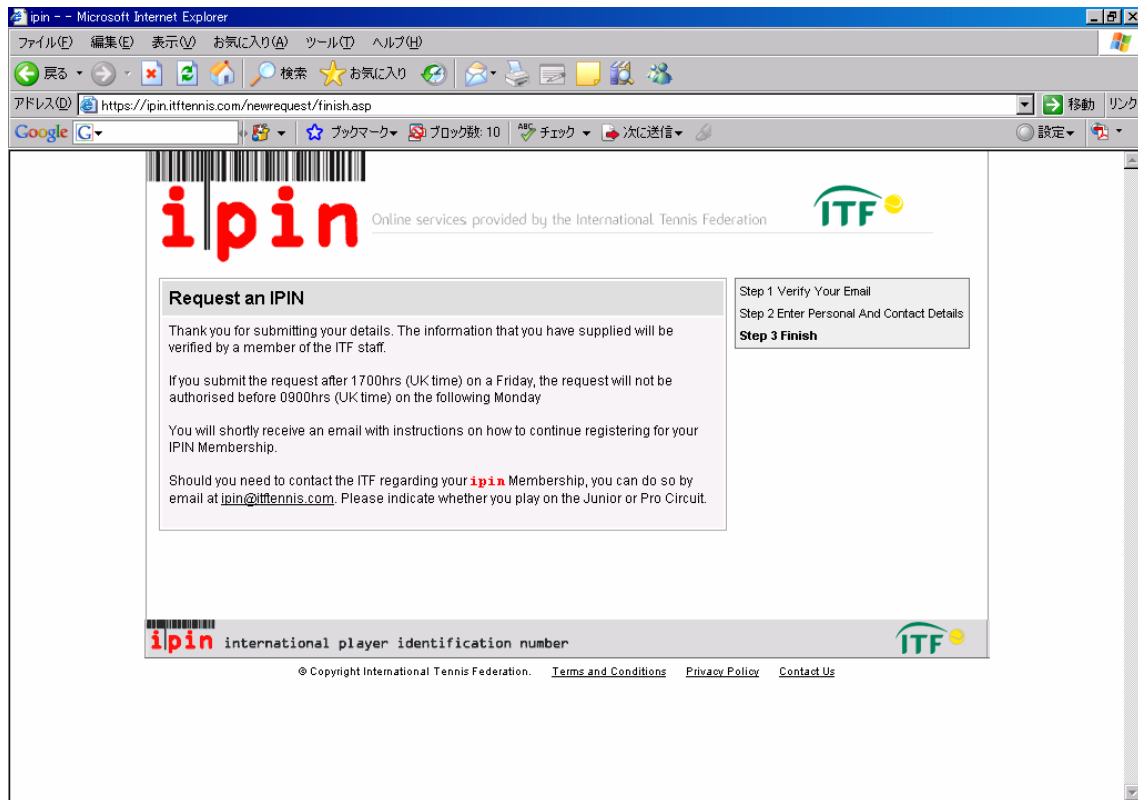 ipin - - Microsoft Internet Explorer
ファイル(F) 編集(E) 表示(V) お気に入り(A) ツール(T) ヘルプ(H)
戻る 検索 お気に入り
アドレス(D) https://ipin.itftennis.com/newrequest/finish.asp 移動 リンク
Google G ブックマーク ブロック数: 10 ABC チェック 次に送信 設定
ipin Online services provided by the International Tennis Federation ITF
Request an IPIN
Thank you for submitting your details. The information that you have supplied will be
verified by a member of the ITF staff.
If you submit the request after 1700hrs (UK time) on a Friday, the request will not be
authorised before 0900hrs (UK time) on the following Monday
You will shortly receive an email with instructions on how to continue registering for your
IPIN Membership.
Should you need to contact the ITF regarding your ipin Membership, you can do so by
email at ipin@itftennis.com. Please indicate whether you play on the Junior or Pro Circuit.
Step 1 Verify Your Email
Step 2 Enter Personal And Contact Details
Step 3 Finish
ipin international player identification number ITF
© Copyright International Tennis Federation. Terms and Conditions Privacy Policy Contact Us